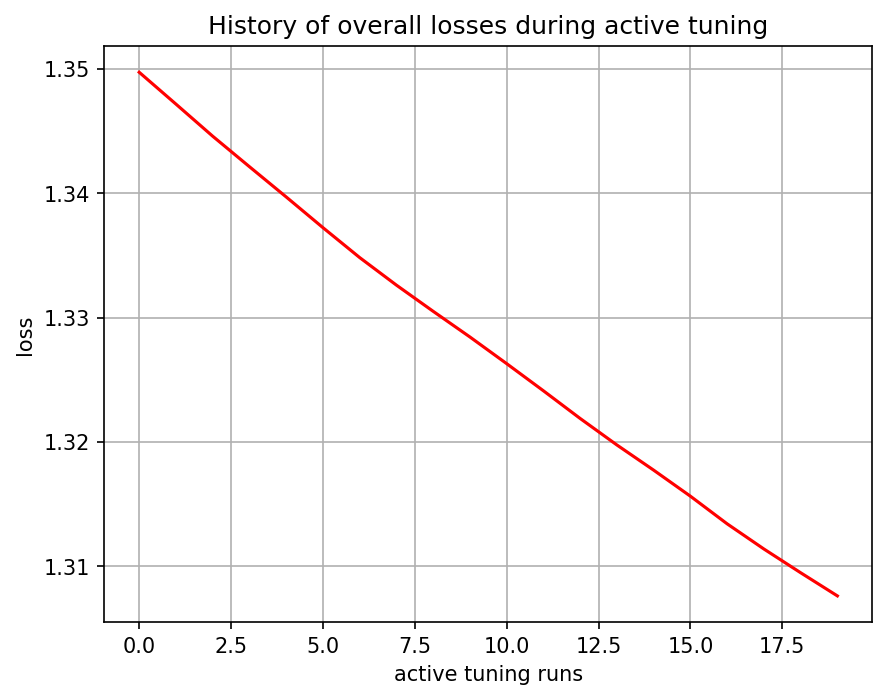 History of overall losses during active tuning
1.35
1.34
1.33
1.32
1.31
loss
0.0 2.5 5.0 7.5 10.0 12.5 15.0 17.5
active tuning runs